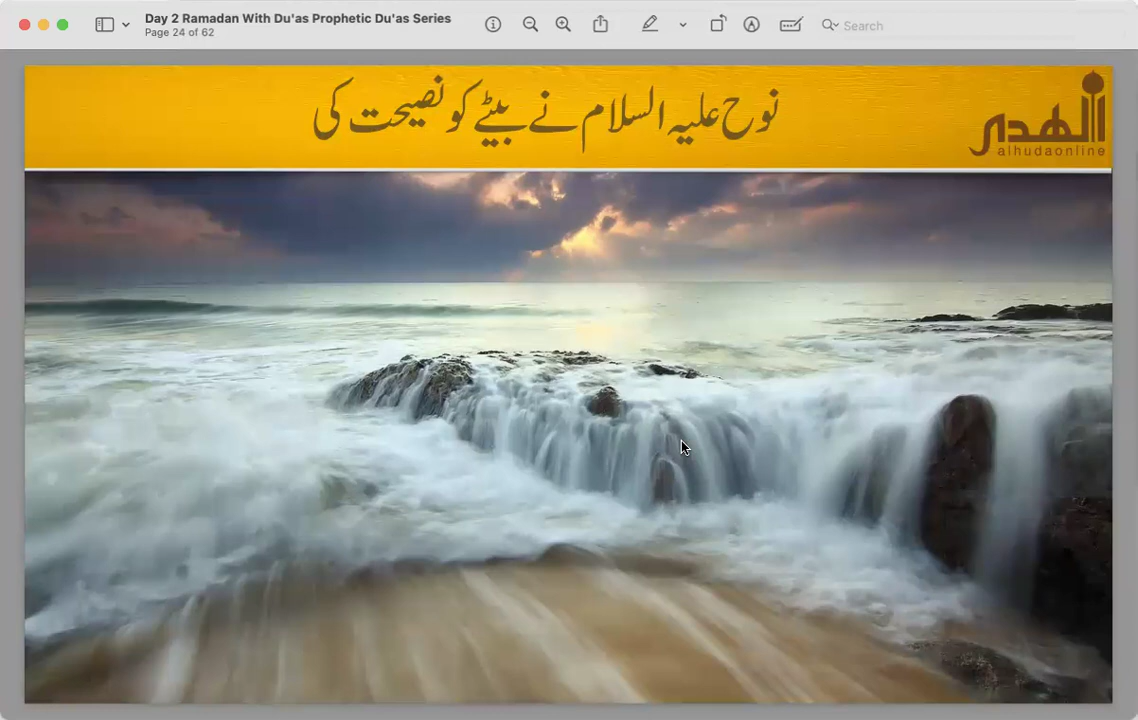 Day 2 Ramadan With Du'as Prophetic Du'as Series
Page 24 of 62
Search
نوح علیہ السلام نے بیٹے کو نصیحت کی
الهدى
alhudaonline